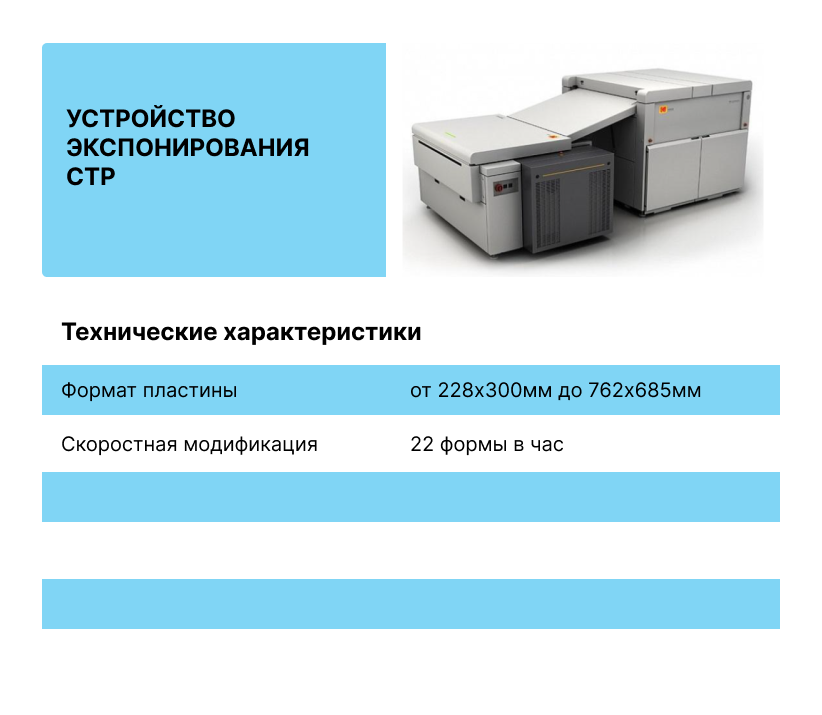 УСТРОЙСТВО
ЭКСПОНИРОВАНИЯ
СТР
Технические характеристики
Формат пластины от 228х300мм до 762х685мм
Скоростная модификация 22 формы в час